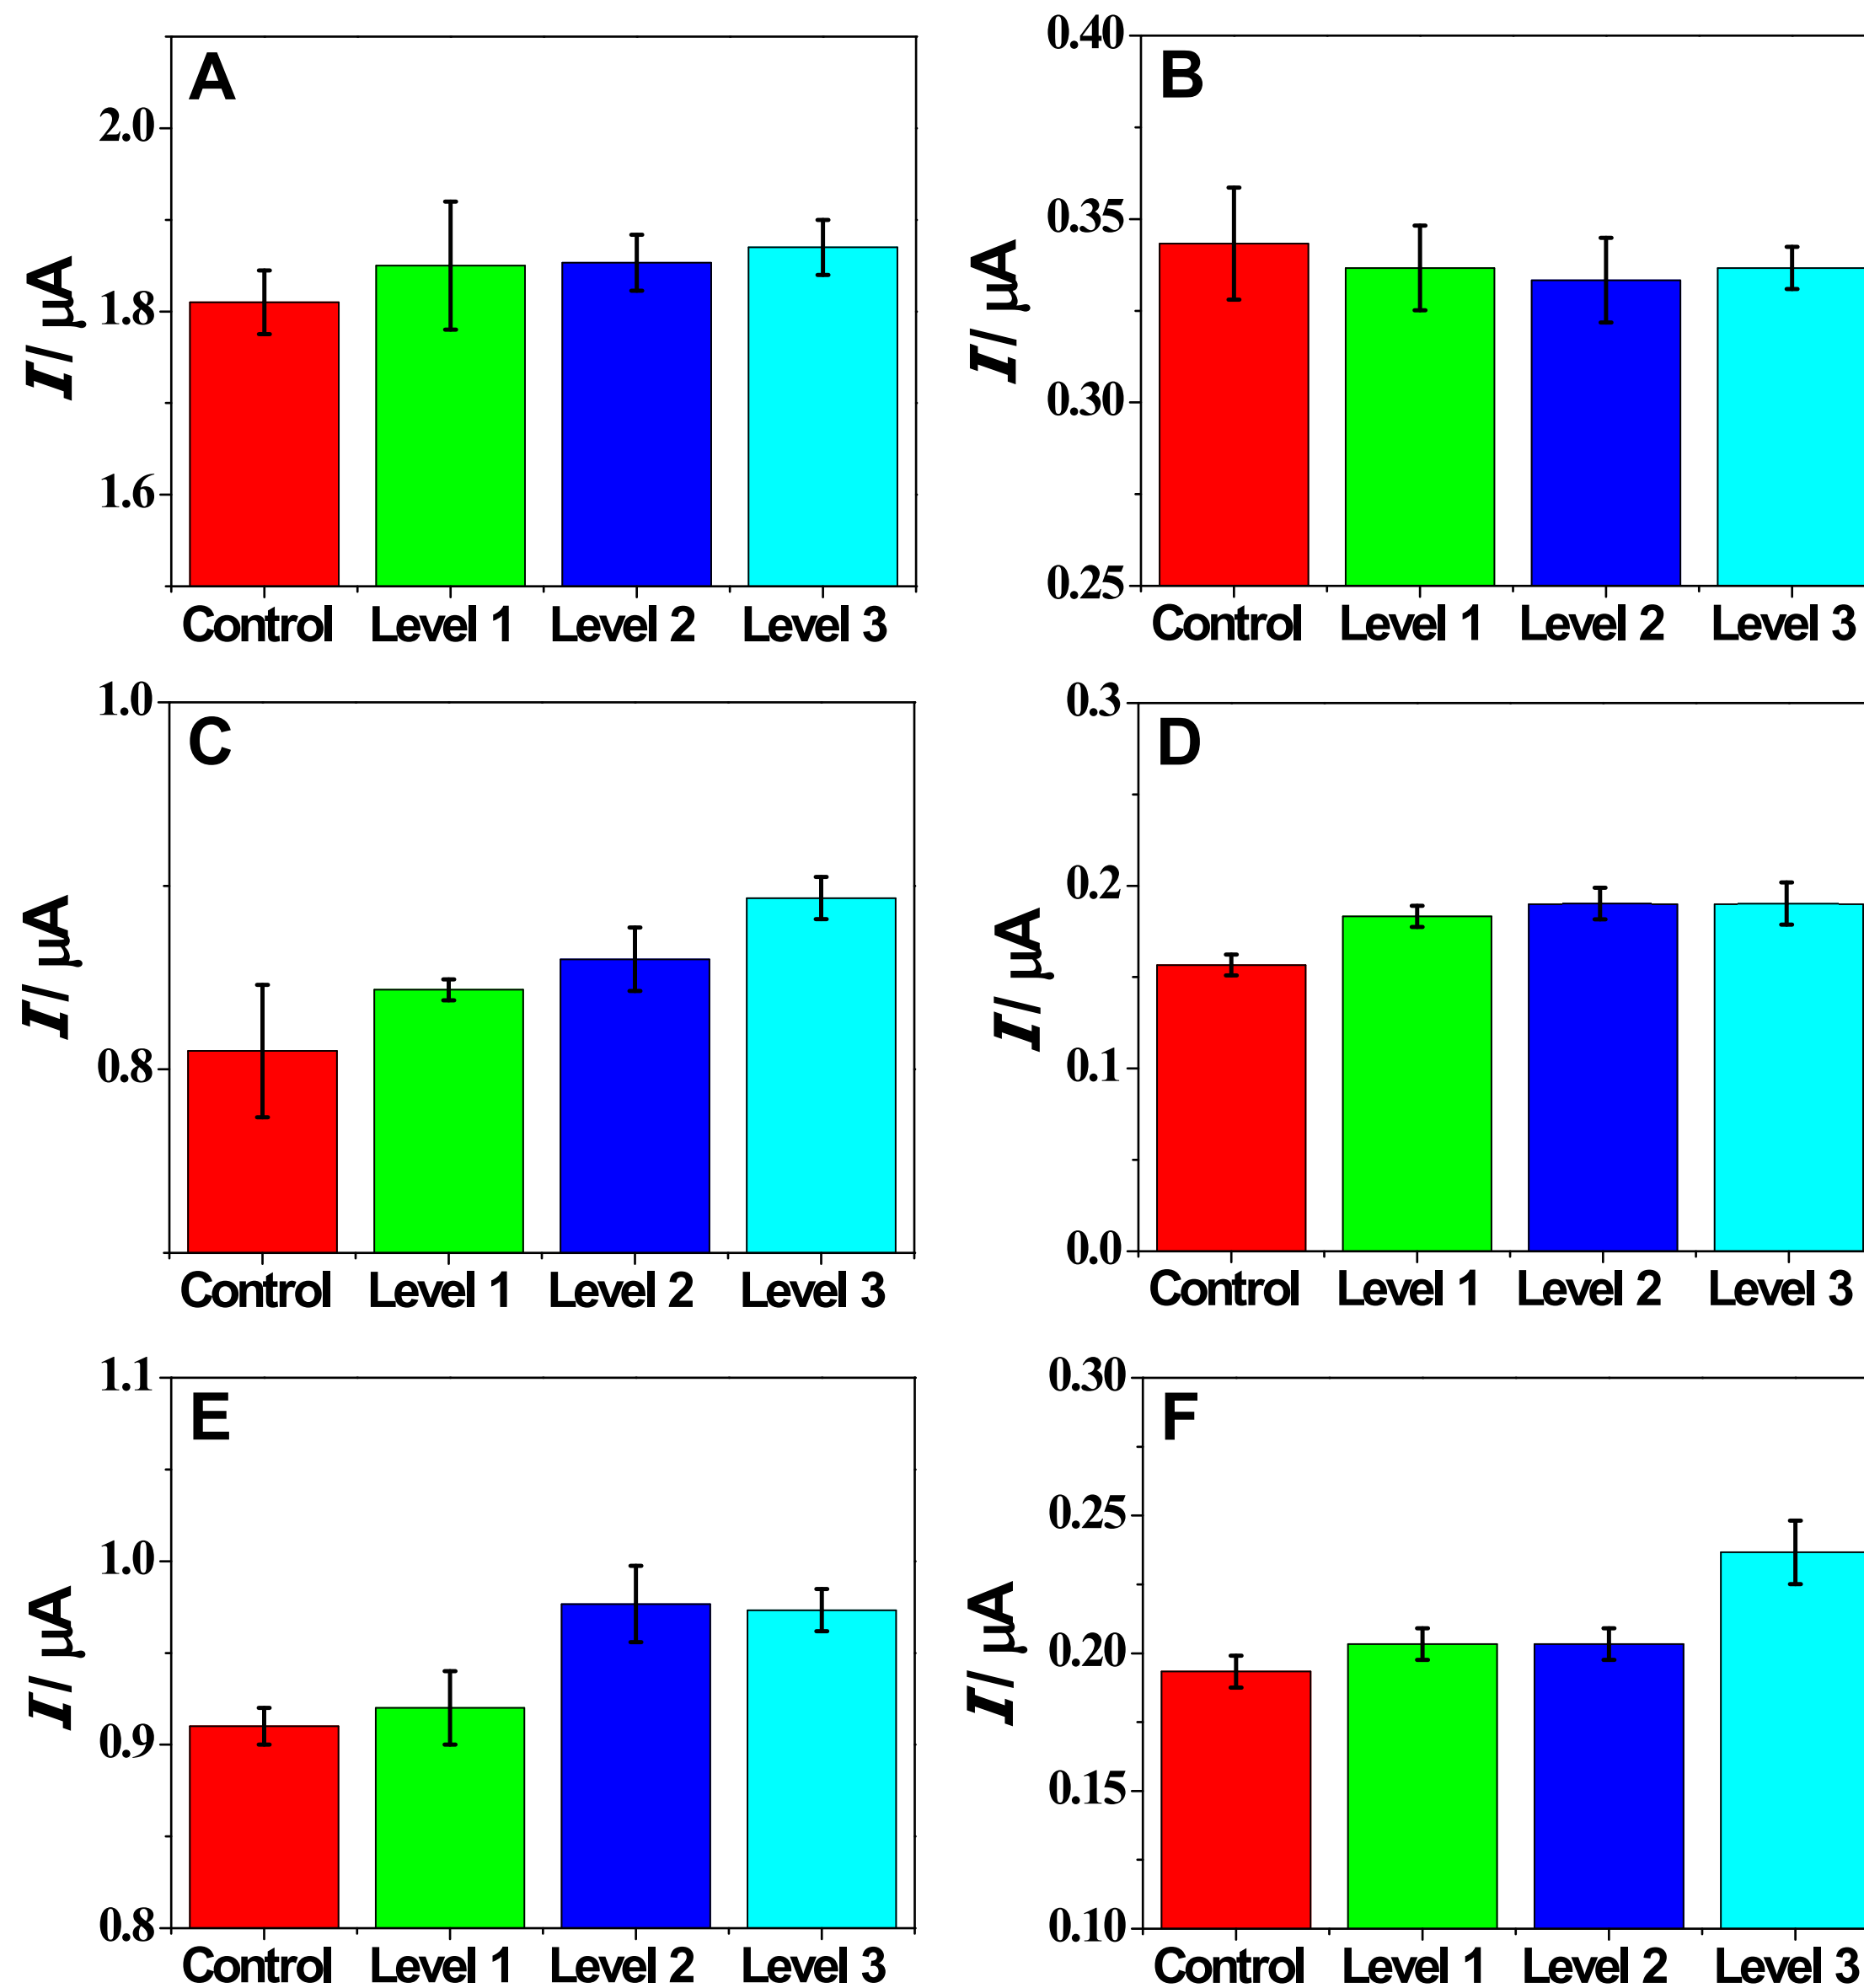 A
2.0
1.8
1.6
I / μA
Control Level 1 Level 2 Level 3
B
0.40
0.35
0.30
0.25
I / μA
Control Level 1 Level 2 Level 3
C
1.0
0.8
I / μA
Control Level 1 Level 2 Level 3
D
0.3
0.2
0.1
0.0
I / μA
Control Level 1 Level 2 Level 3
E
1.1
1.0
0.9
0.8
I / μA
Control Level 1 Level 2 Level 3
F
0.30
0.25
0.20
0.15
0.10
I / μA
Control Level 1 Level 2 Level 3